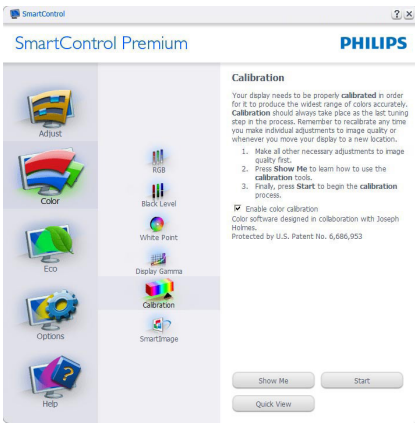 SmartControl
SmartControl Premium
PHILIPS
Adjust
Color
Eco
Options
Help
RGB
Black Level
White Point
Display Gamma
Calibration
SmartImage
Calibration
Your display needs to be properly calibrated in order
for it to produce the widest range of colors accurately.
Calibration should always take place as the last tuning
step in the process. Remember to recalibrate any time
you make individual adjustments to image quality or
whenever you move your display to a new location.
1. Make all other necessary adjustments to image
quality first.
2. Press Show Me to learn how to use the
calibration tools.
3. Finally, press Start to begin the calibration
process.
Enable color calibration
Color software designed in collaboration with Joseph
Holmes.
Protected by U.S. Patent No. 6,686,953
Show Me
Start
Quick View